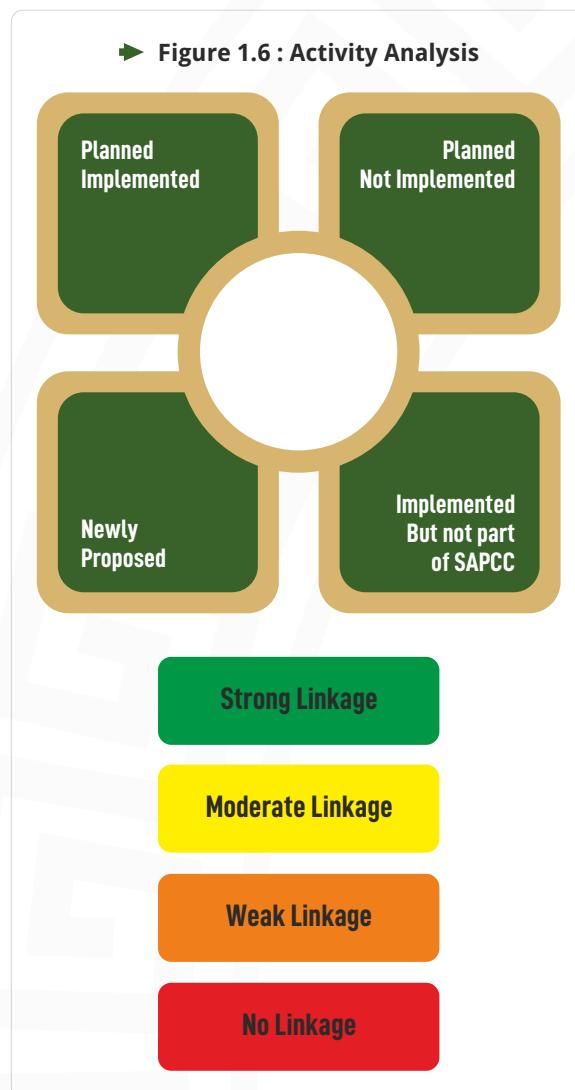 Figure 1.6 : Activity Analysis
Planned
Implemented
Planned
Not Implemented
Newly
Proposed
Implemented
But not part
of SAPCC
Strong Linkage
Moderate Linkage
Weak Linkage
No Linkage